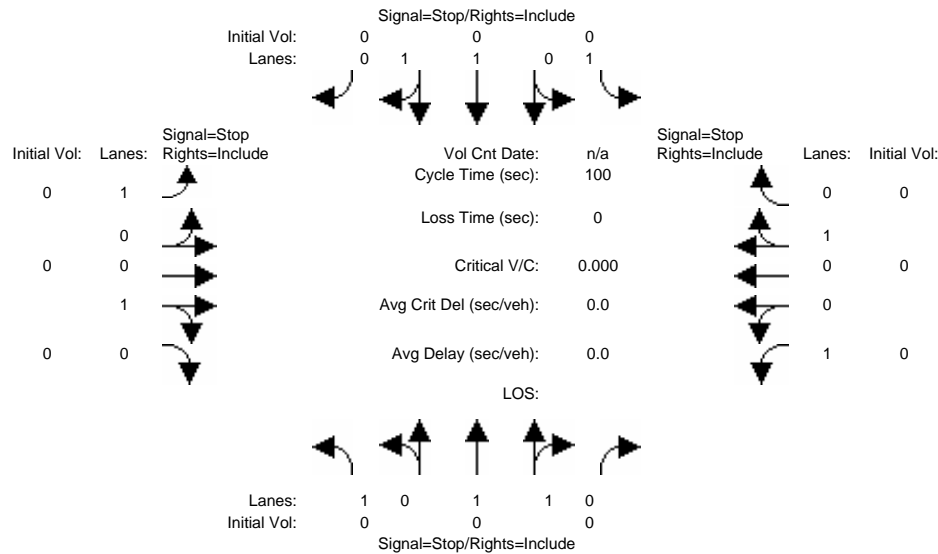 Signal=Stop/Rights=Include
Initial Vol: 0 0 0
Lanes: 0 1 1 0 1
Signal=Stop
Rights=Include
Initial Vol: Lanes:
Vol Cnt Date: n/a
Signal=Stop
Rights=Include
Lanes: Initial Vol:
Cycle Time (sec): 100
0 1
0 0
Loss Time (sec): 0
0
1
0 0
Critical V/C: 0.000
0 0
1
Avg Crit Del (sec/veh): 0.0
0
0 0
Avg Delay (sec/veh): 0.0
1 0
LOS:
Lanes: 1 0 1 1 0
Initial Vol: 0 0 0
Signal=Stop/Rights=Include